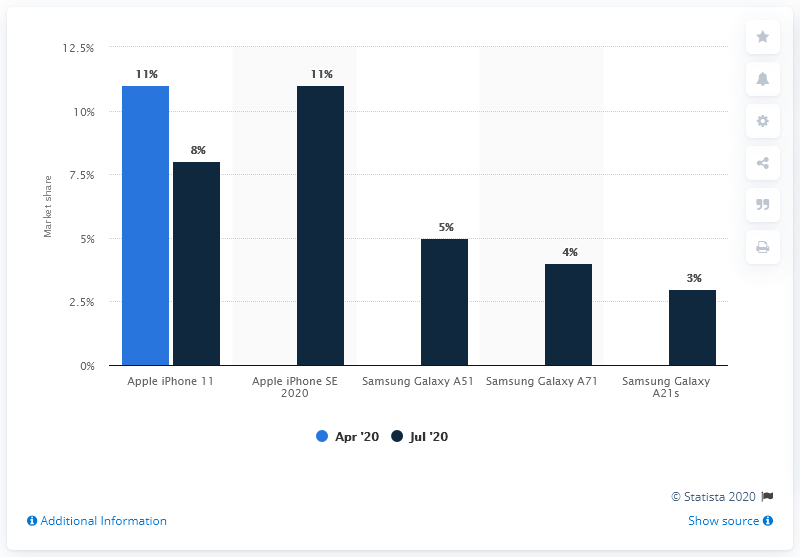 12.5%
10%
7.5%
5%
2.5%
0%
Market share
11%
8%
11%
5%
4%
3%
Apple iPhone 11
Apple iPhone SE
2020
Samsung Galaxy A51
Samsung Galaxy A71
Samsung Galaxy
A21s
Apr '20
Jul '20
© Statista 2020
Additional Information
Show source